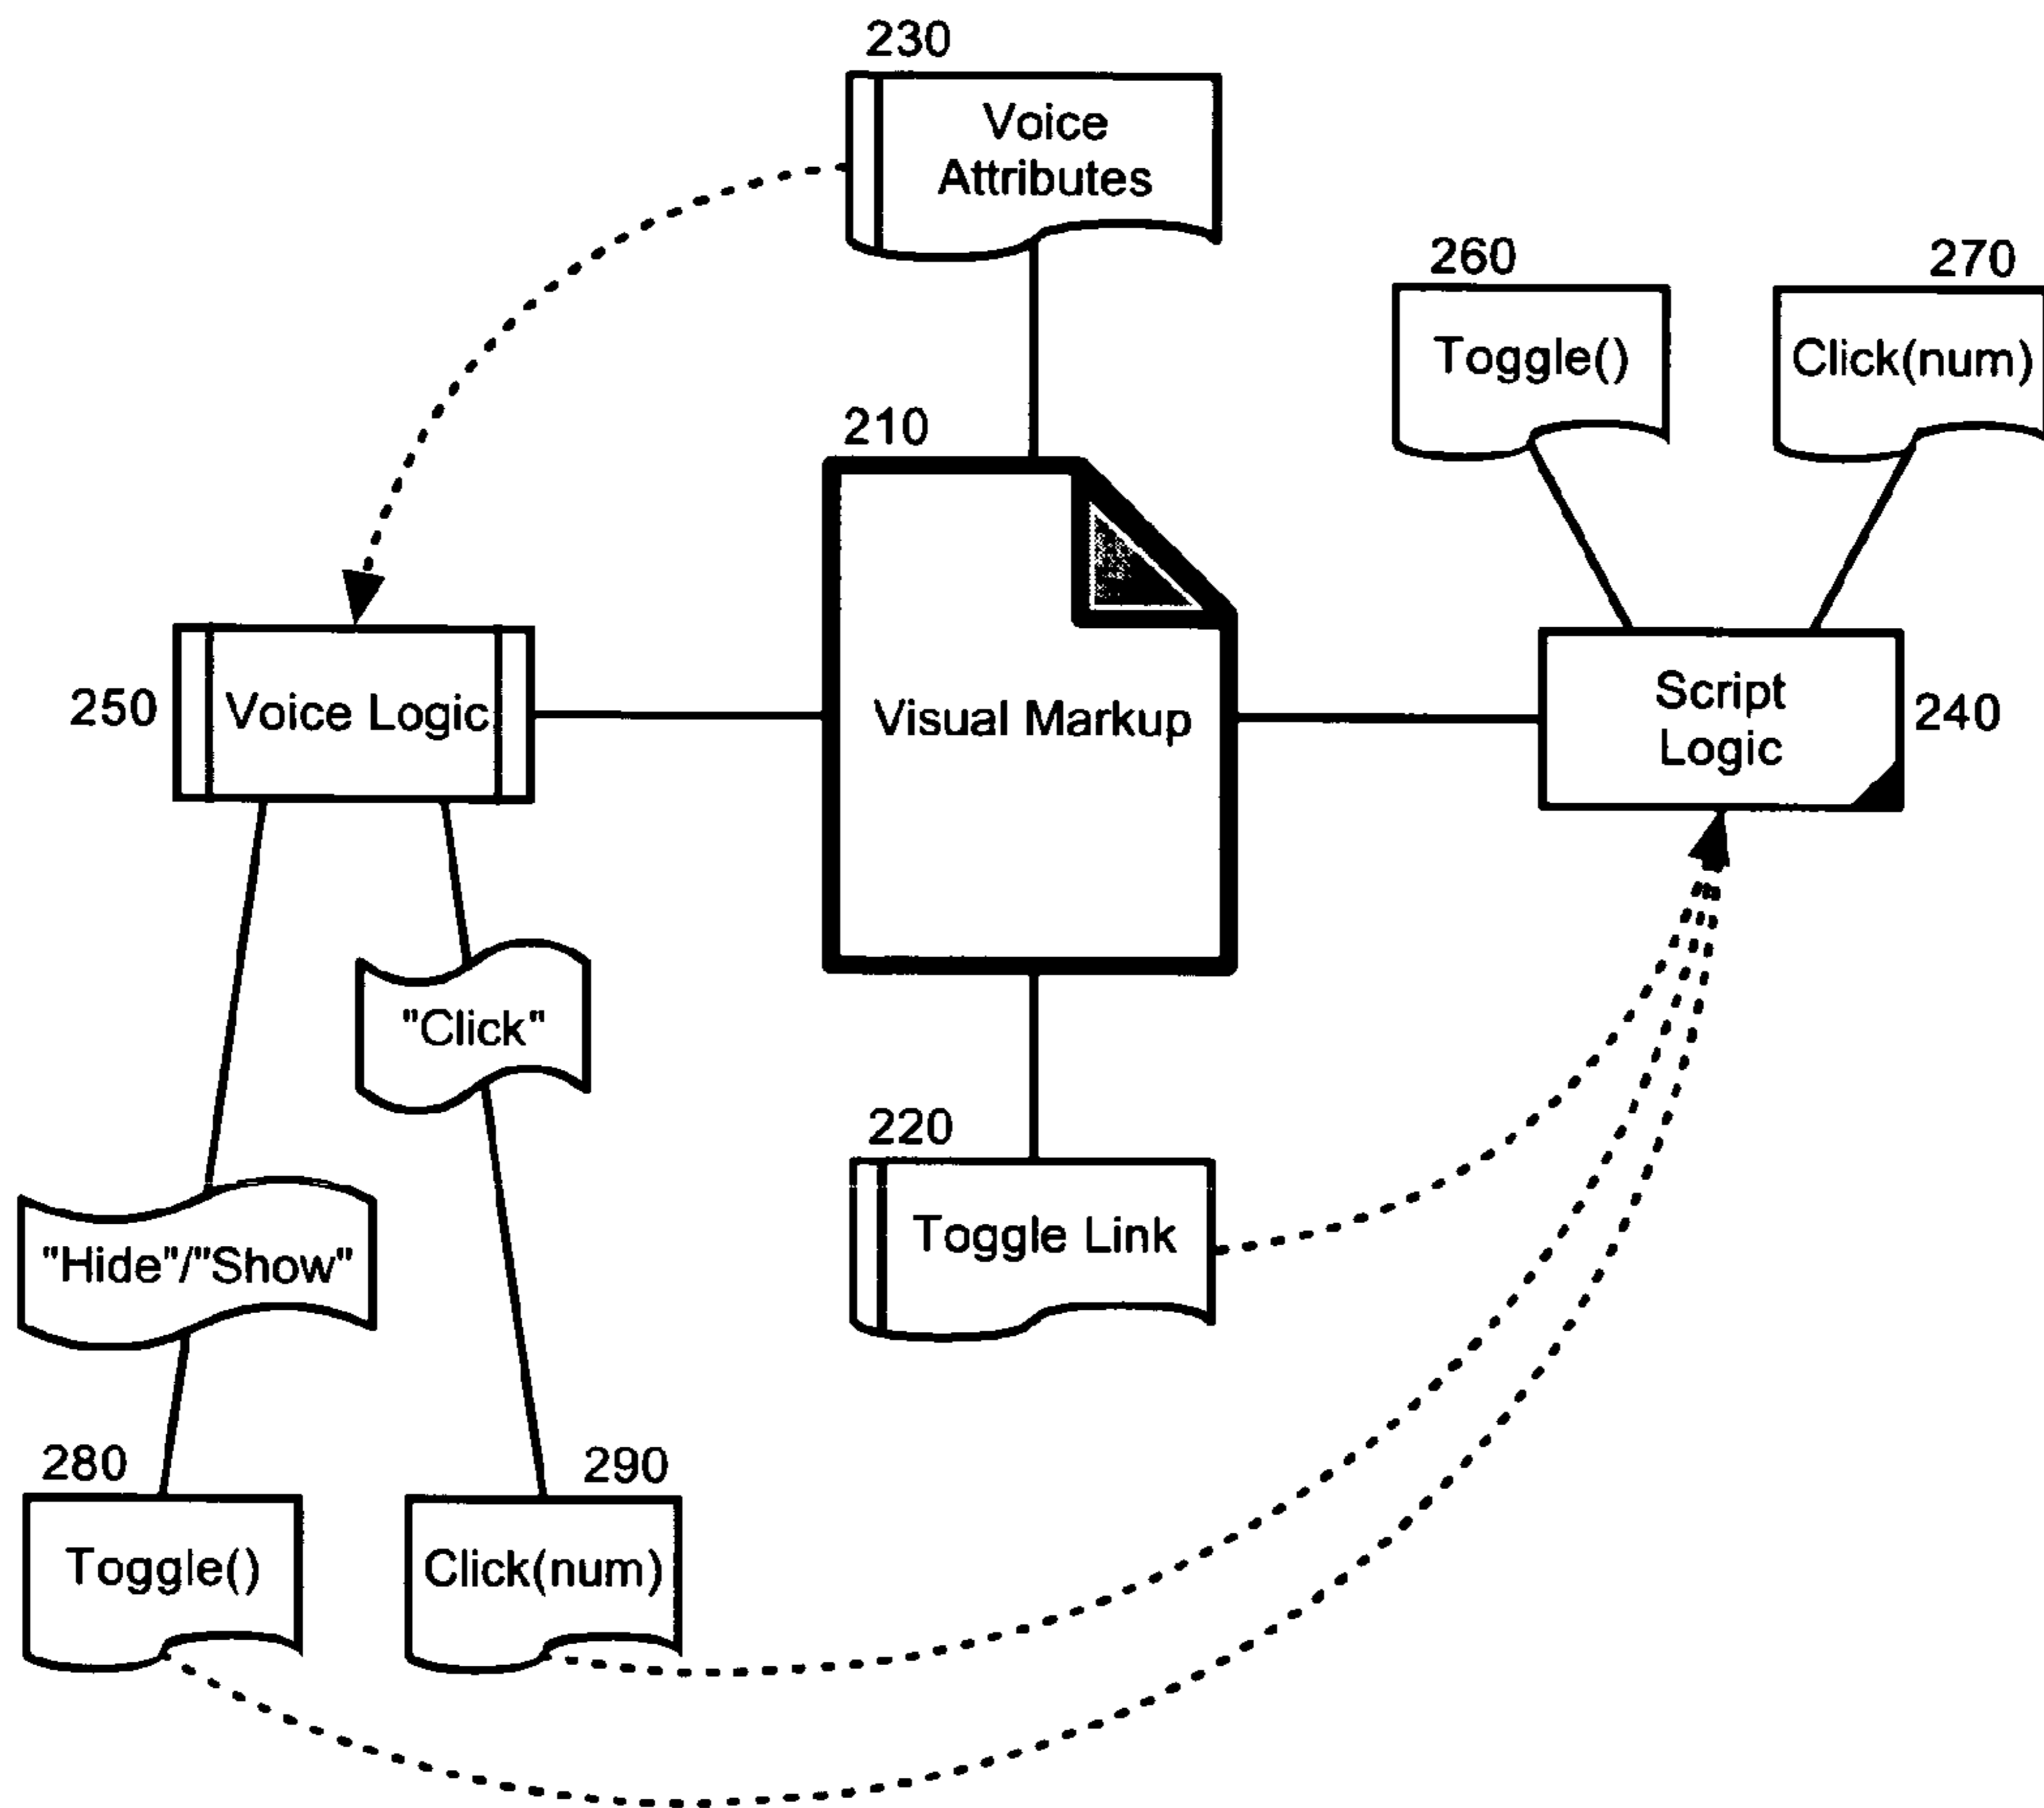 230
Voice
Attributes
260
270
Toggle()
Click(num)
210
250
Voice Logic
Visual Markup
Script
Logic
240
"Click"
220
Toggle Link
"Hide"/"Show"
280
290
Toggle()
Click(num)